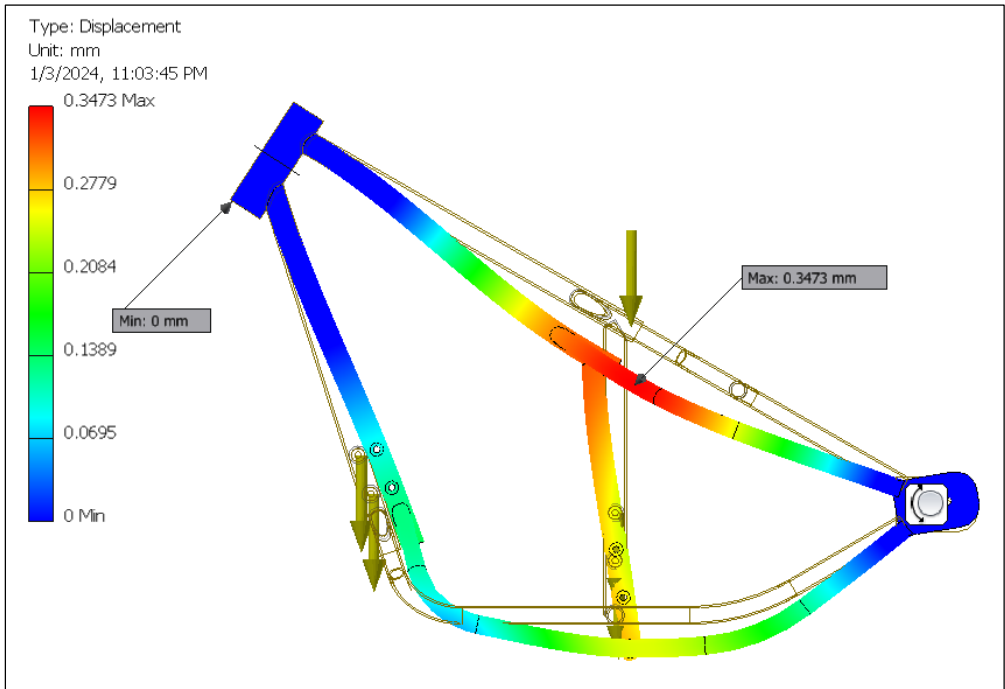 Type: Displacement
Unit: mm
1/3/2024, 11:03:45 PM
0.3473 Max
0.2779
0.2084
0.1389
0.0695
0 Min
Min: 0 mm
Max: 0.3473 mm